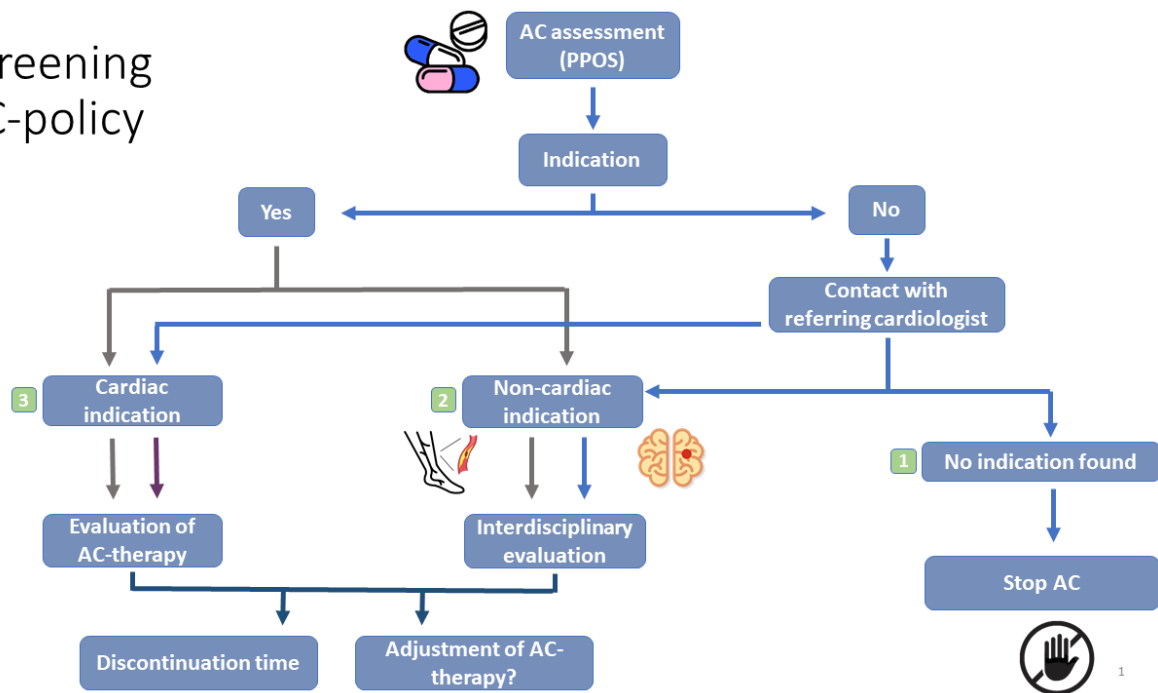 reening
C-policy
AC assessment
(PPOS)
Indication
Yes
No
Contact with
referring cardiologist
3
Cardiac
indication
2
Non-cardiac
indication
1
No indication found
Evaluation of
AC-therapy
Interdisciplinary
evaluation
Stop AC
Discontinuation time
Adjustment of AC-
therapy?
1